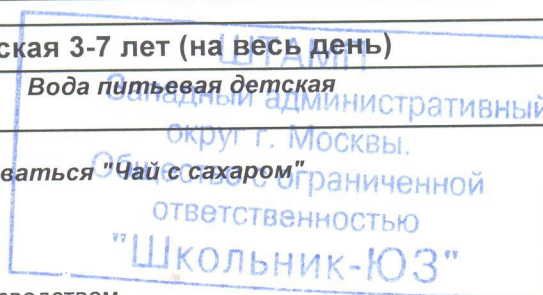 ская 3-7 лет (на весь день)
ШТАМП
Вода питьевая детская
Западный административный
округ г. Москвы.
ваться "Чай с сахаром"
Общество с ограниченной
ответственностью
"Школьник-ЮЗ"